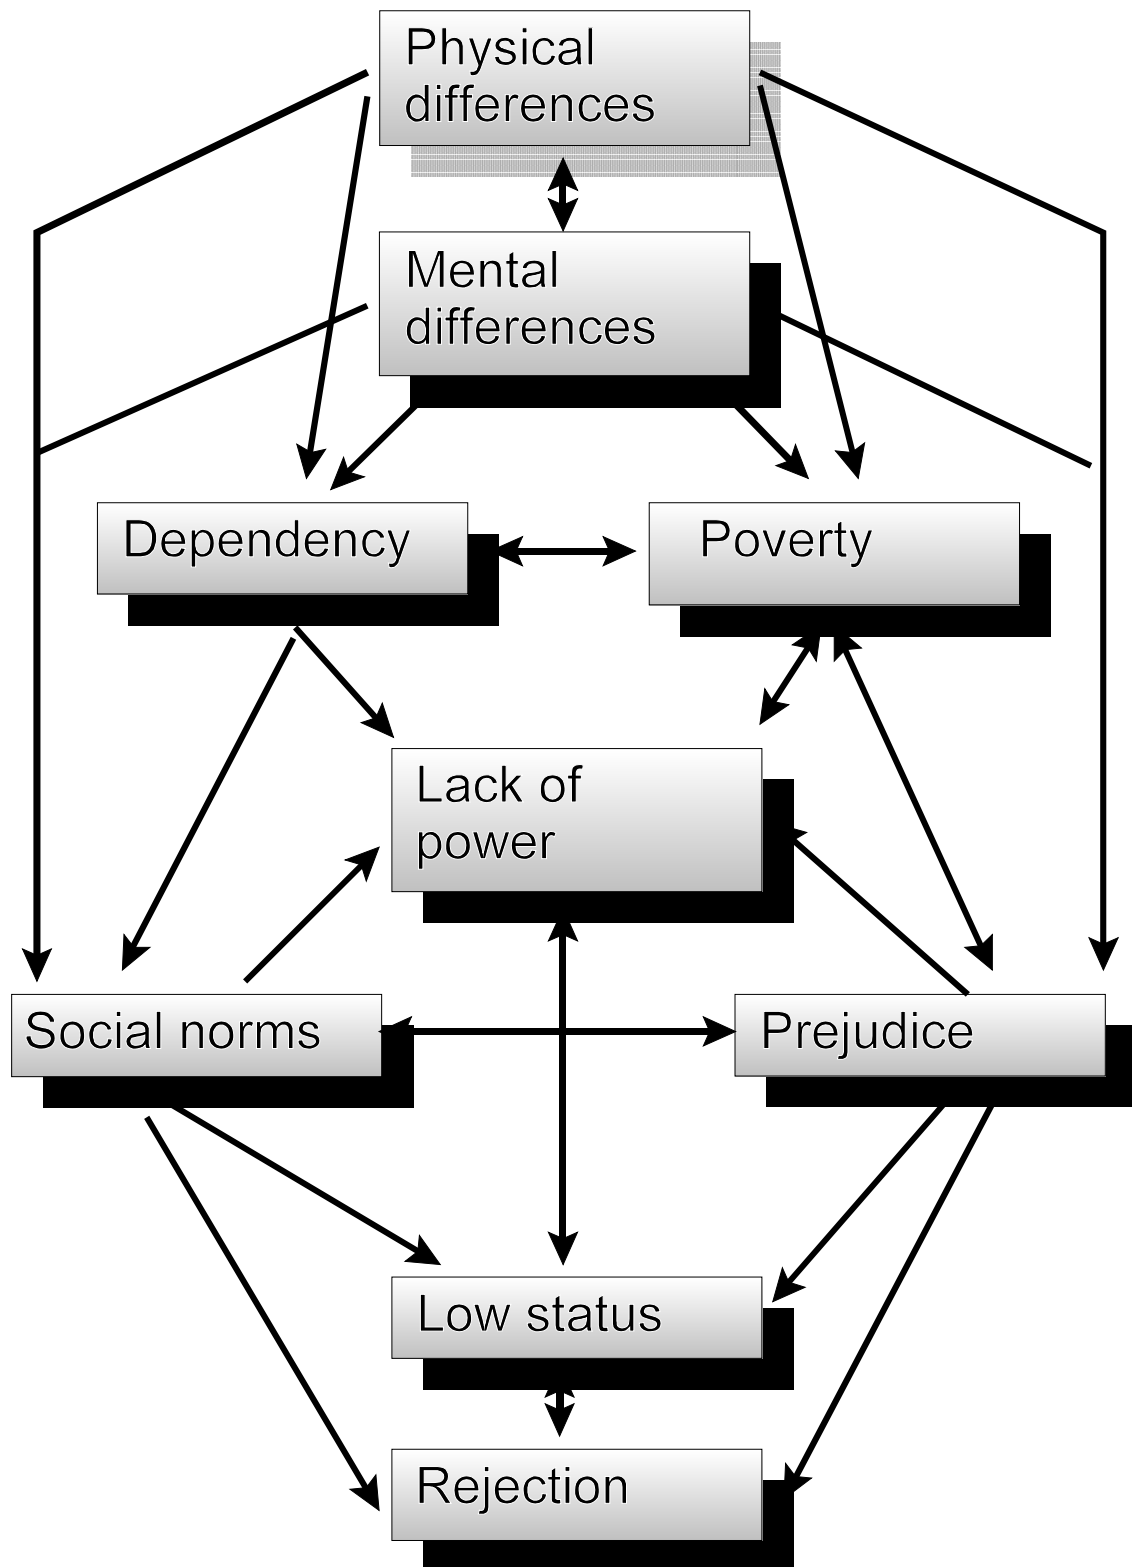 Physical
differences
Mental
differences
Dependency
Poverty
Lack of
power
Social norms
Prejudice
Low status
Rejection